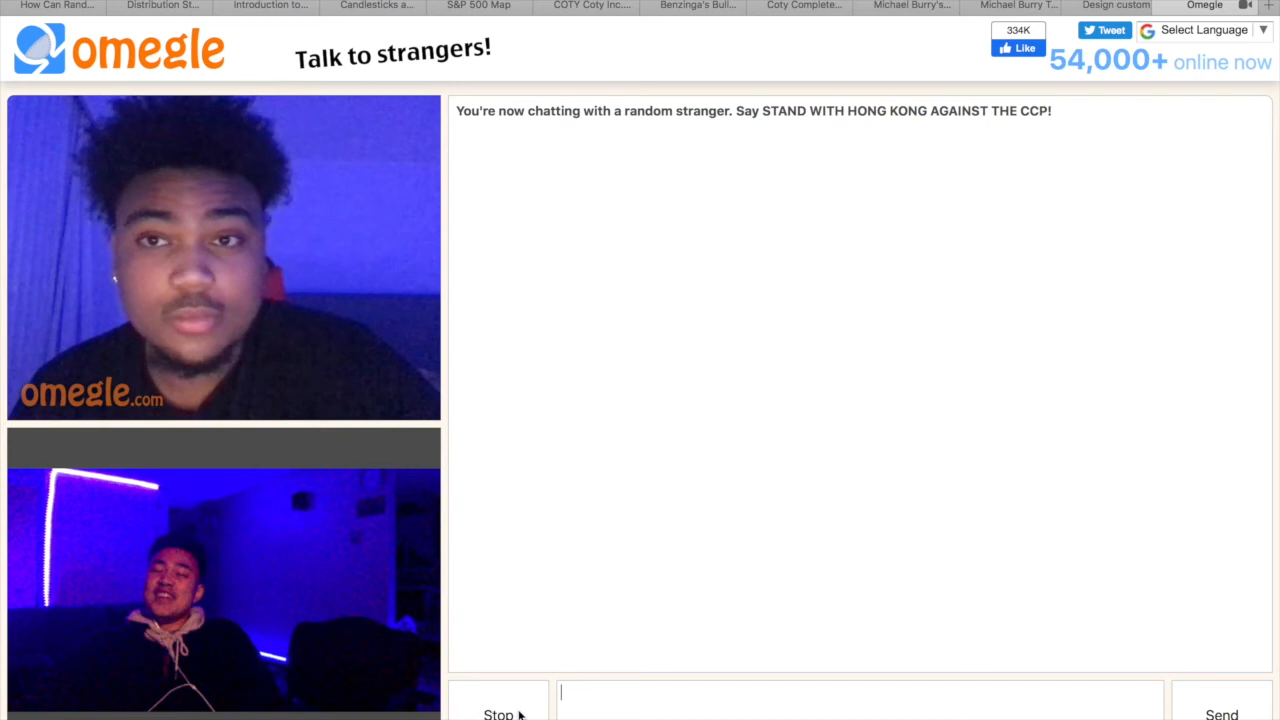 How Can Rand...
Distribution St...
Introduction to...
Candlesticks a...
S&P 500 Map
COTY Coty Inc....
Benzinga's Bull...
Coty Complete...
Michael Burry's...
Michael Burry T...
Design custom
Omegle
omegle
Talk to strangers!
334K
Like
Tweet
Select Language
54,000+ online now
You're now chatting with a random stranger. Say STAND WITH HONG KONG AGAINST THE CCP!
omegle.com
Stop
Send